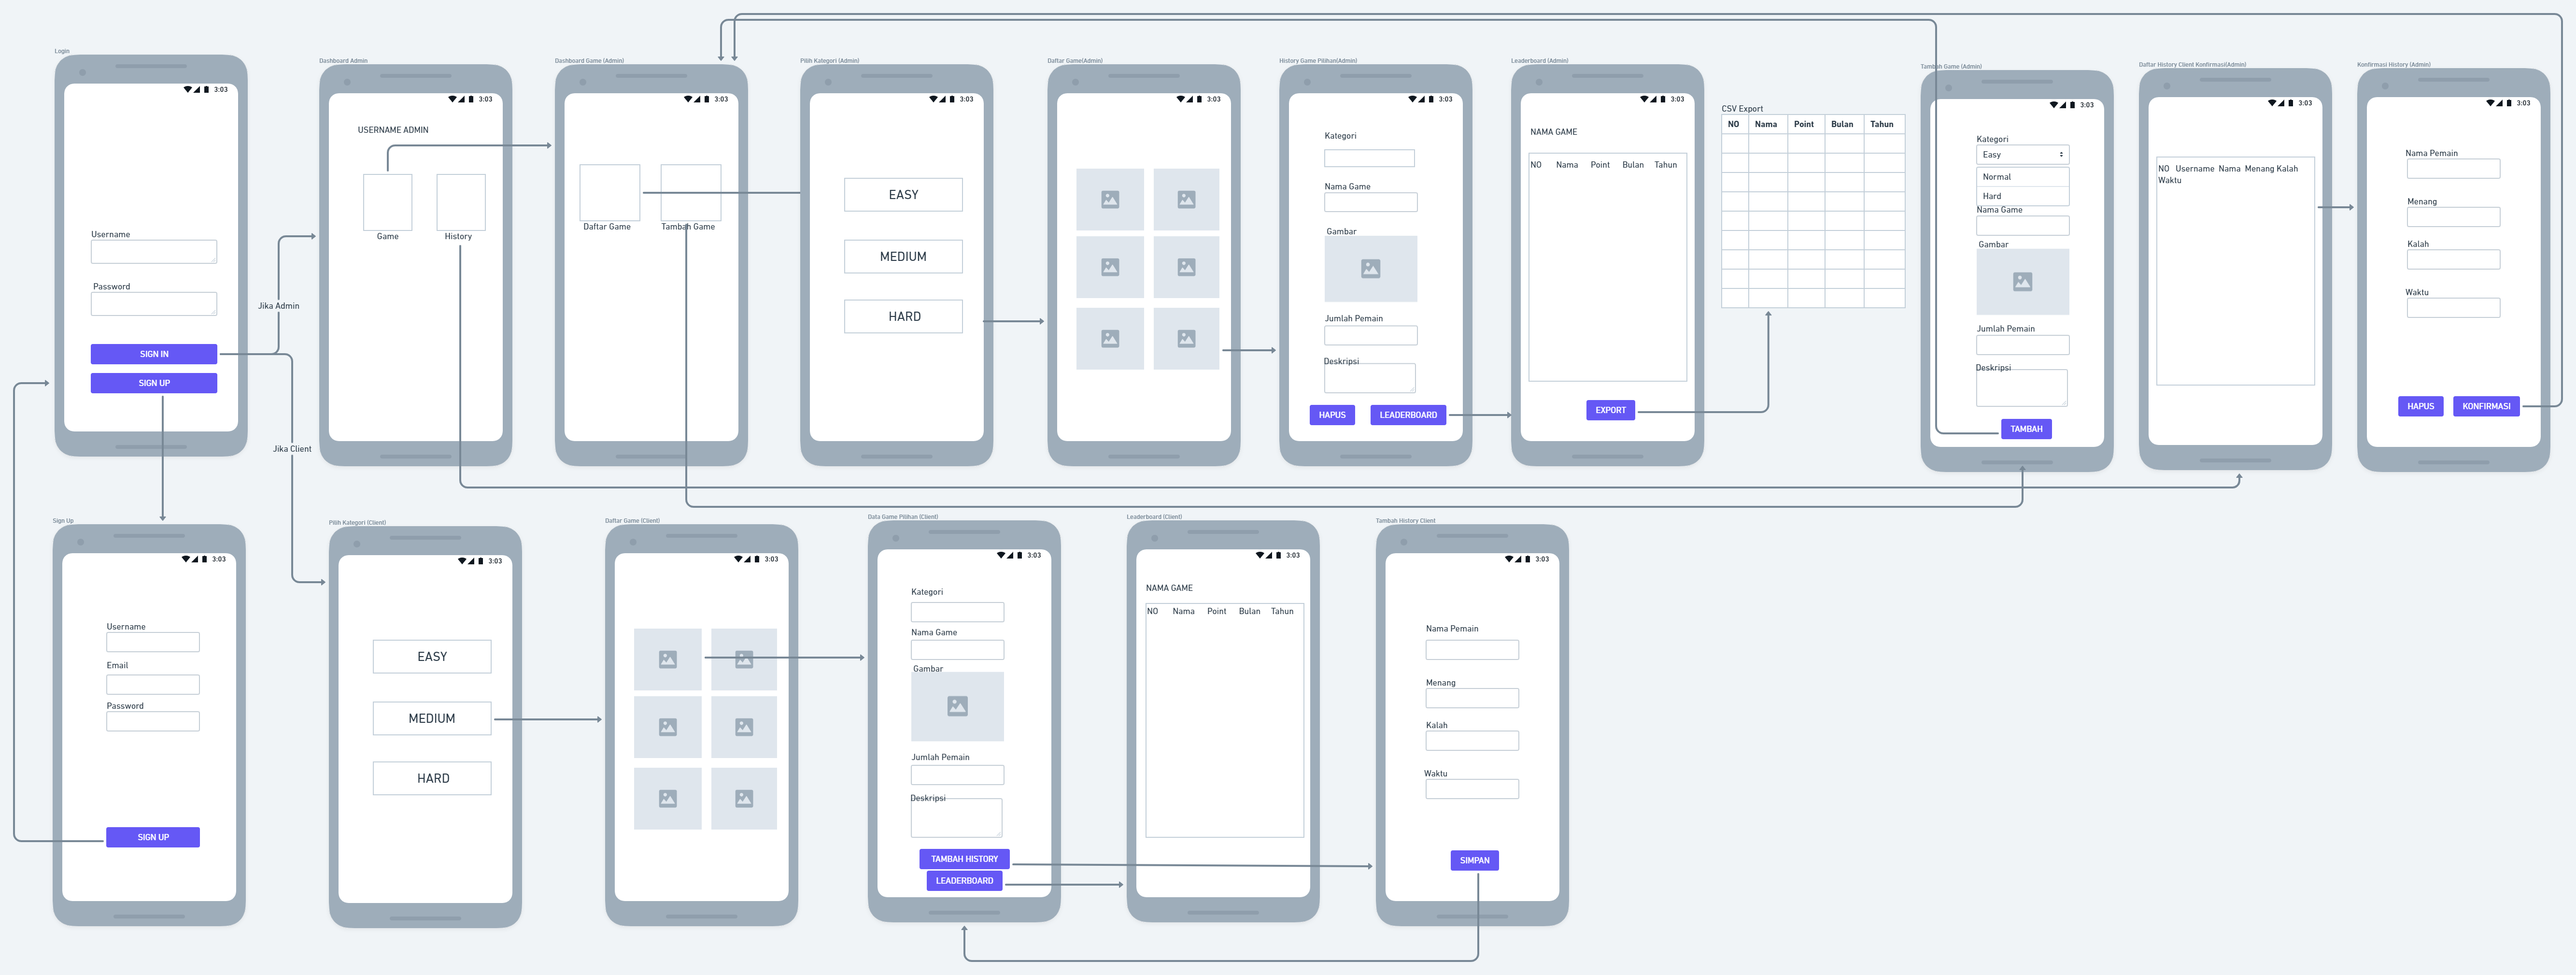 Login
3:03
Username
Password
SIGN IN
SIGN UP
Jika Admin
Jika Client
Dashboard Admin
3:03
USERNAME ADMIN
Game
History
Dashboard Game (Admin)
3:03
Daftar Game
Tambah Game
Pilih Kategori (Admin)
3:03
EASY
MEDIUM
HARD
Daftar Game(Admin)
3:03
History Game Pilihan(Admin)
3:03
Kategori
Nama Game
Gambar
Jumlah Pemain
Deskripsi
HAPUS
LEADERBOARD
Leaderboard (Admin)
3:03
NAMA GAME
NO Nama Point Bulan Tahun
EXPORT
CSV Export
NO Nama Point Bulan Tahun
Tambah Game (Admin)
3:03
Kategori
Easy
Normal
Hard
Nama Game
Gambar
Jumlah Pemain
Deskripsi
TAMBAH
Daftar History Client Konfirmasi(Admin)
3:03
NO Username Nama Menang Kalah
Waktu
Konfirmasi History (Admin)
3:03
Nama Pemain
Menang
Kalah
Waktu
HAPUS
KONFIRMASI
Sign Up
3:03
Username
Email
Password
SIGN UP
Pilih Kategori (Client)
3:03
EASY
MEDIUM
HARD
Daftar Game (Client)
3:03
Data Game Pilihan (Client)
3:03
Kategori
Nama Game
Gambar
Jumlah Pemain
Deskripsi
TAMBAH HISTORY
LEADERBOARD
Leaderboard (Client)
3:03
NAMA GAME
NO Nama Point Bulan Tahun
Tambah History Client
3:03
Nama Pemain
Menang
Kalah
Waktu
SIMPAN